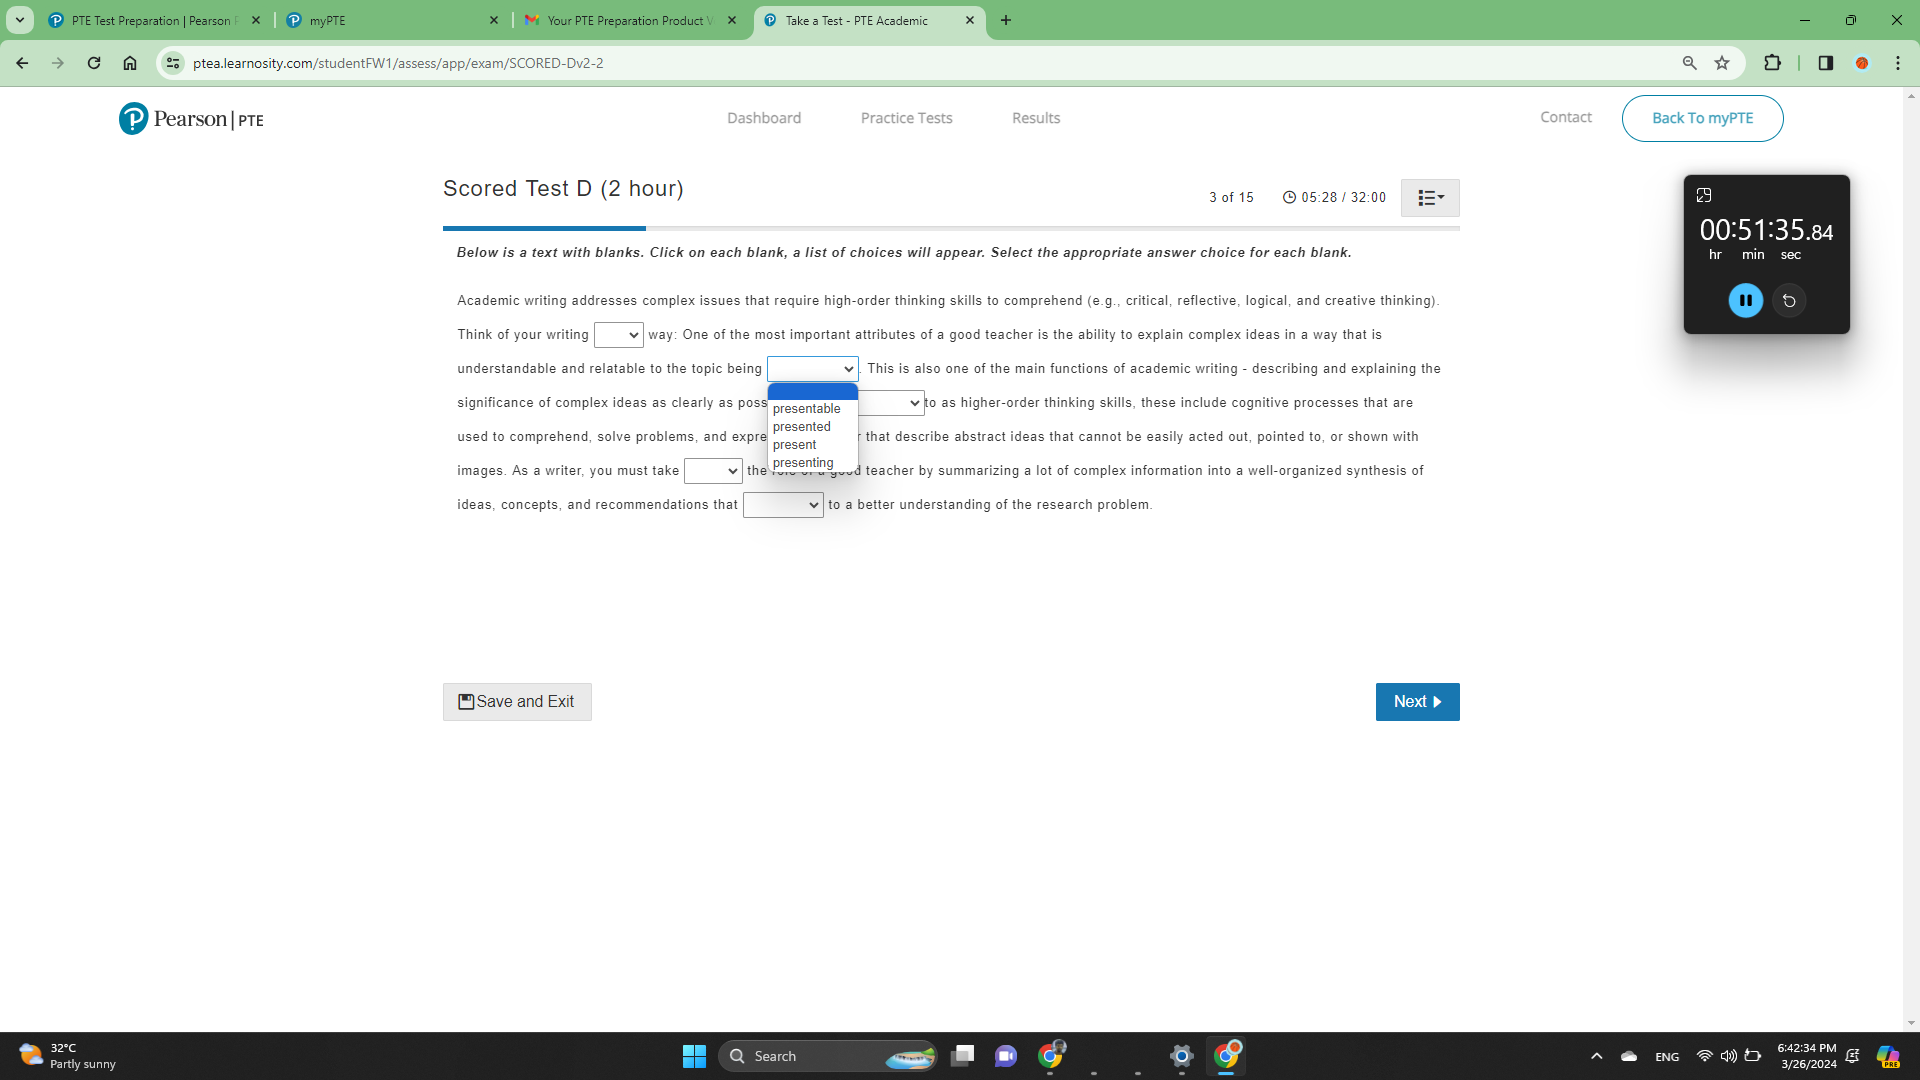 PTE Test Preparation | Pearson
myPTE
Your PTE Preparation Product
Take a Test - PTE Academic
ptea.learnosity.com/studentFW1/assess/app/exam/SCORED-Dv2-2
Pearson | PTE
Dashboard
Practice Tests
Results
Contact
Back To myPTE
Scored Test D (2 hour)
3 of 15
05:28 / 32:00
00:51:35.84
hr min sec
Below is a text with blanks. Click on each blank, a list of choices will appear. Select the appropriate answer choice for each blank.
Academic writing addresses complex issues that require high-order thinking skills to comprehend (e.g., critical, reflective, logical, and creative thinking).
Think of your writing way: One of the most important attributes of a good teacher is the ability to explain complex ideas in a way that is
understandable and relatable to the topic being . This is also one of the main functions of academic writing - describing and explaining the
significance of complex ideas as clearly as poss to as higher-order thinking skills, these include cognitive processes that are
used to comprehend, solve problems, and expre that describe abstract ideas that cannot be easily acted out, pointed to, or shown with
images. As a writer, you must take the role of a good teacher by summarizing a lot of complex information into a well-organized synthesis of
ideas, concepts, and recommendations that to a better understanding of the research problem.
presentable
presented
present
presenting
Save and Exit
Next
32°C
Partly sunny
Search
ENG
6:42:34 PM
3/26/2024
PRE